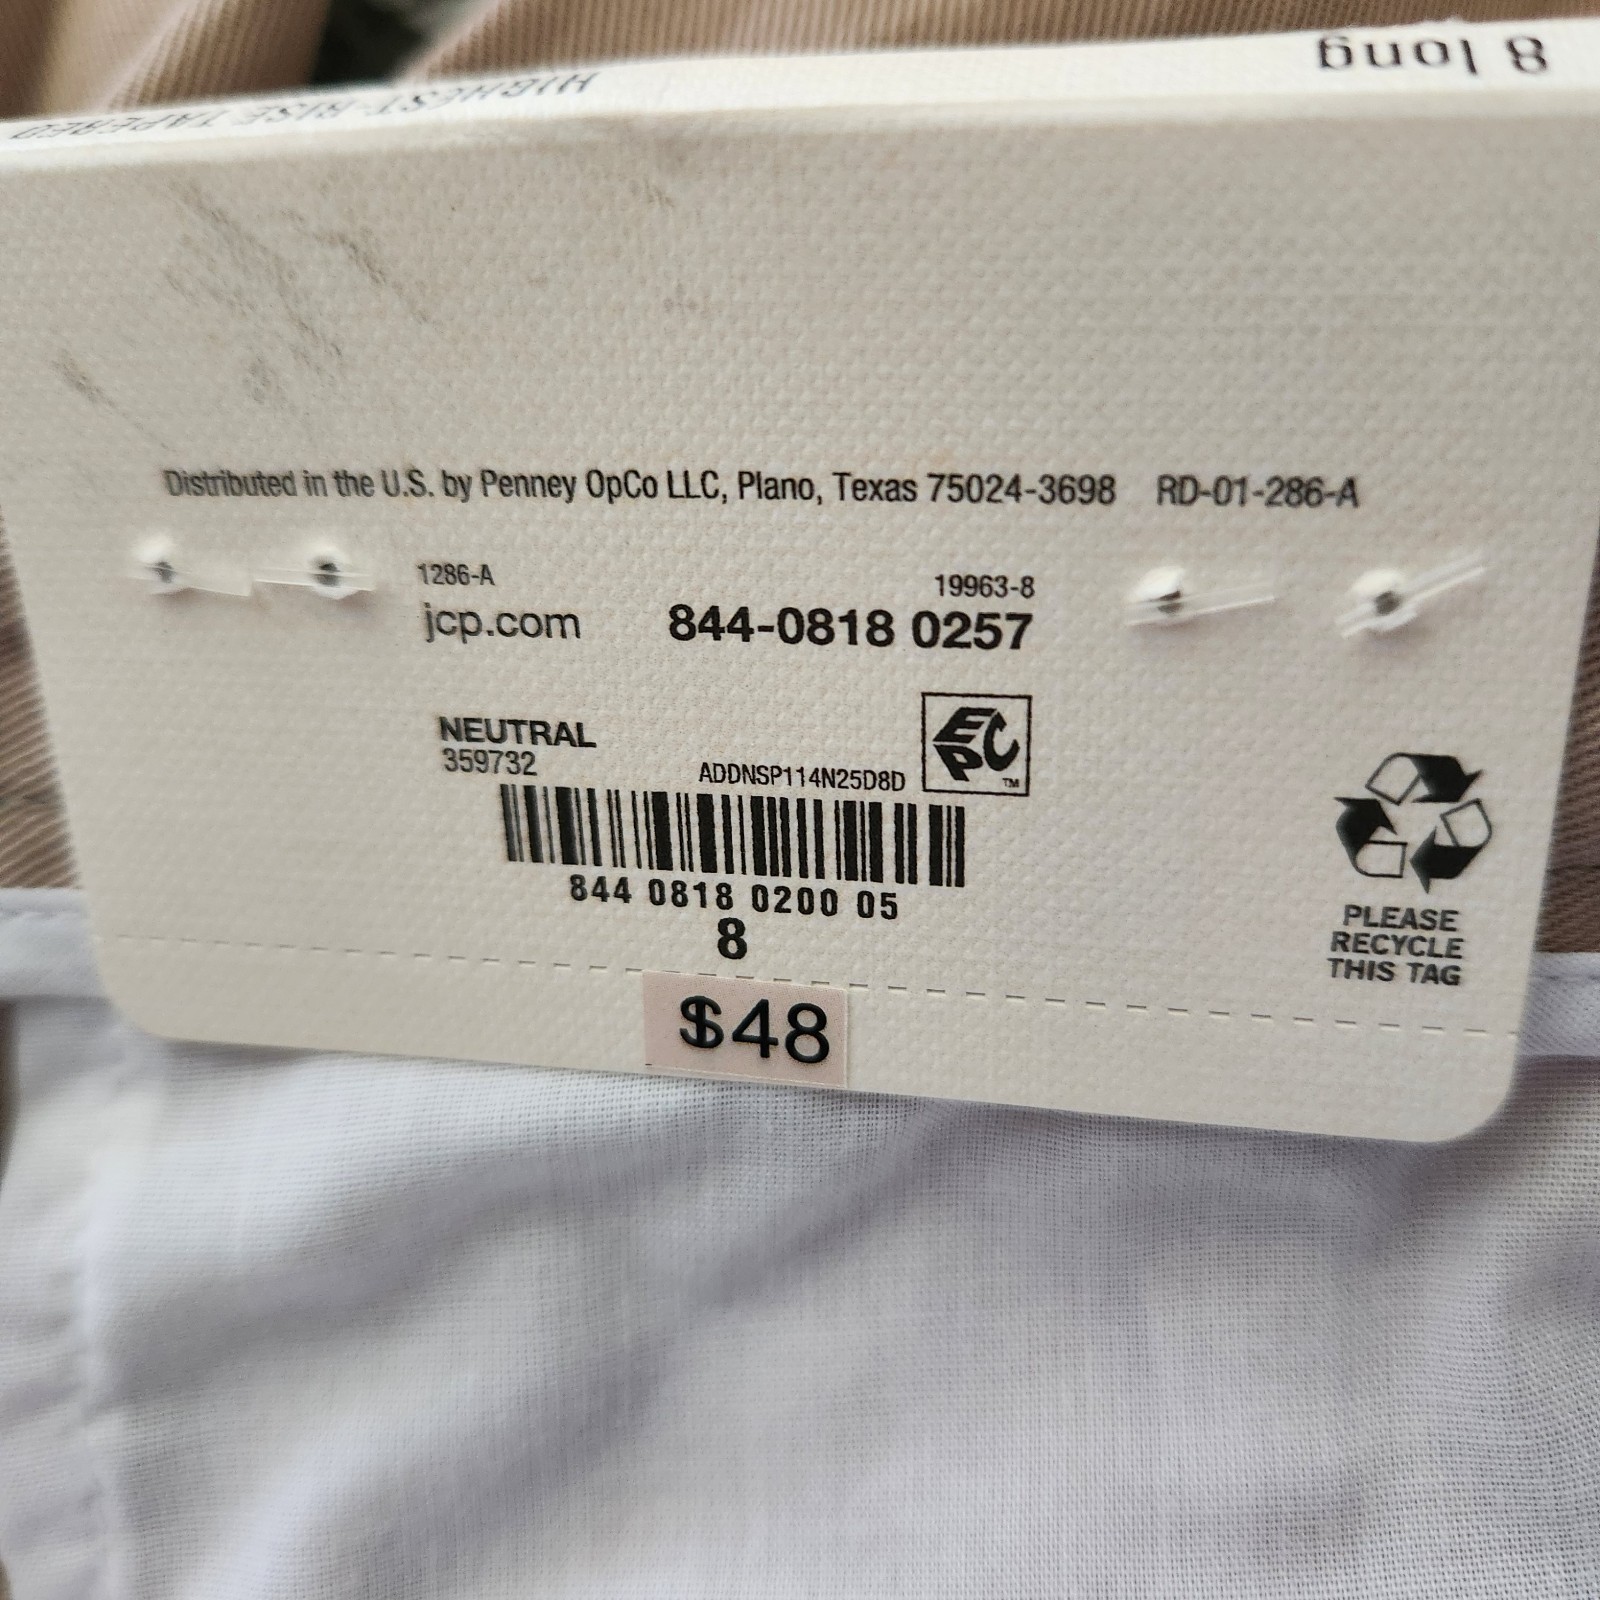 8 long
HIGHEST-RISE TAPERED
Distributed in the U.S. by Penney OpCo LLC, Plano, Texas 75024-3698 RD-01-286-A
1286-A 19963-8
jcp.com 844-0818 0257
EPC
TM
NEUTRAL
359732 ADDNSP114N25D8D
844 0818 0200 05
8
$48
PLEASE
RECYCLE
THIS TAG